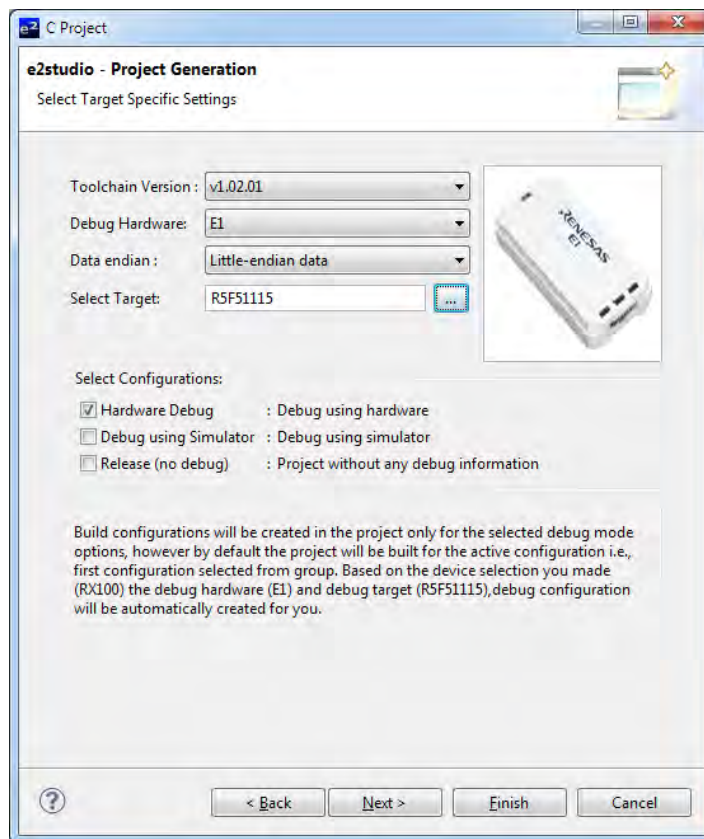 e2 C Project
e2studio - Project Generation
Select Target Specific Settings
Toolchain Version : v1.02.01
Debug Hardware: E1
Data endian : Little-endian data
Select Target: R5F51115 ...
RENESAS
E1
Select Configurations:
Hardware Debug : Debug using hardware
Debug using Simulator : Debug using simulator
Release (no debug) : Project without any debug information
Build configurations will be created in the project only for the selected debug mode
options, however by default the project will be built for the active configuration i.e.,
first configuration selected from group. Based on the device selection you made
(RX100) the debug hardware (E1) and debug target (R5F51115),debug configuration
will be automatically created for you.
? < Back Next > Finish Cancel